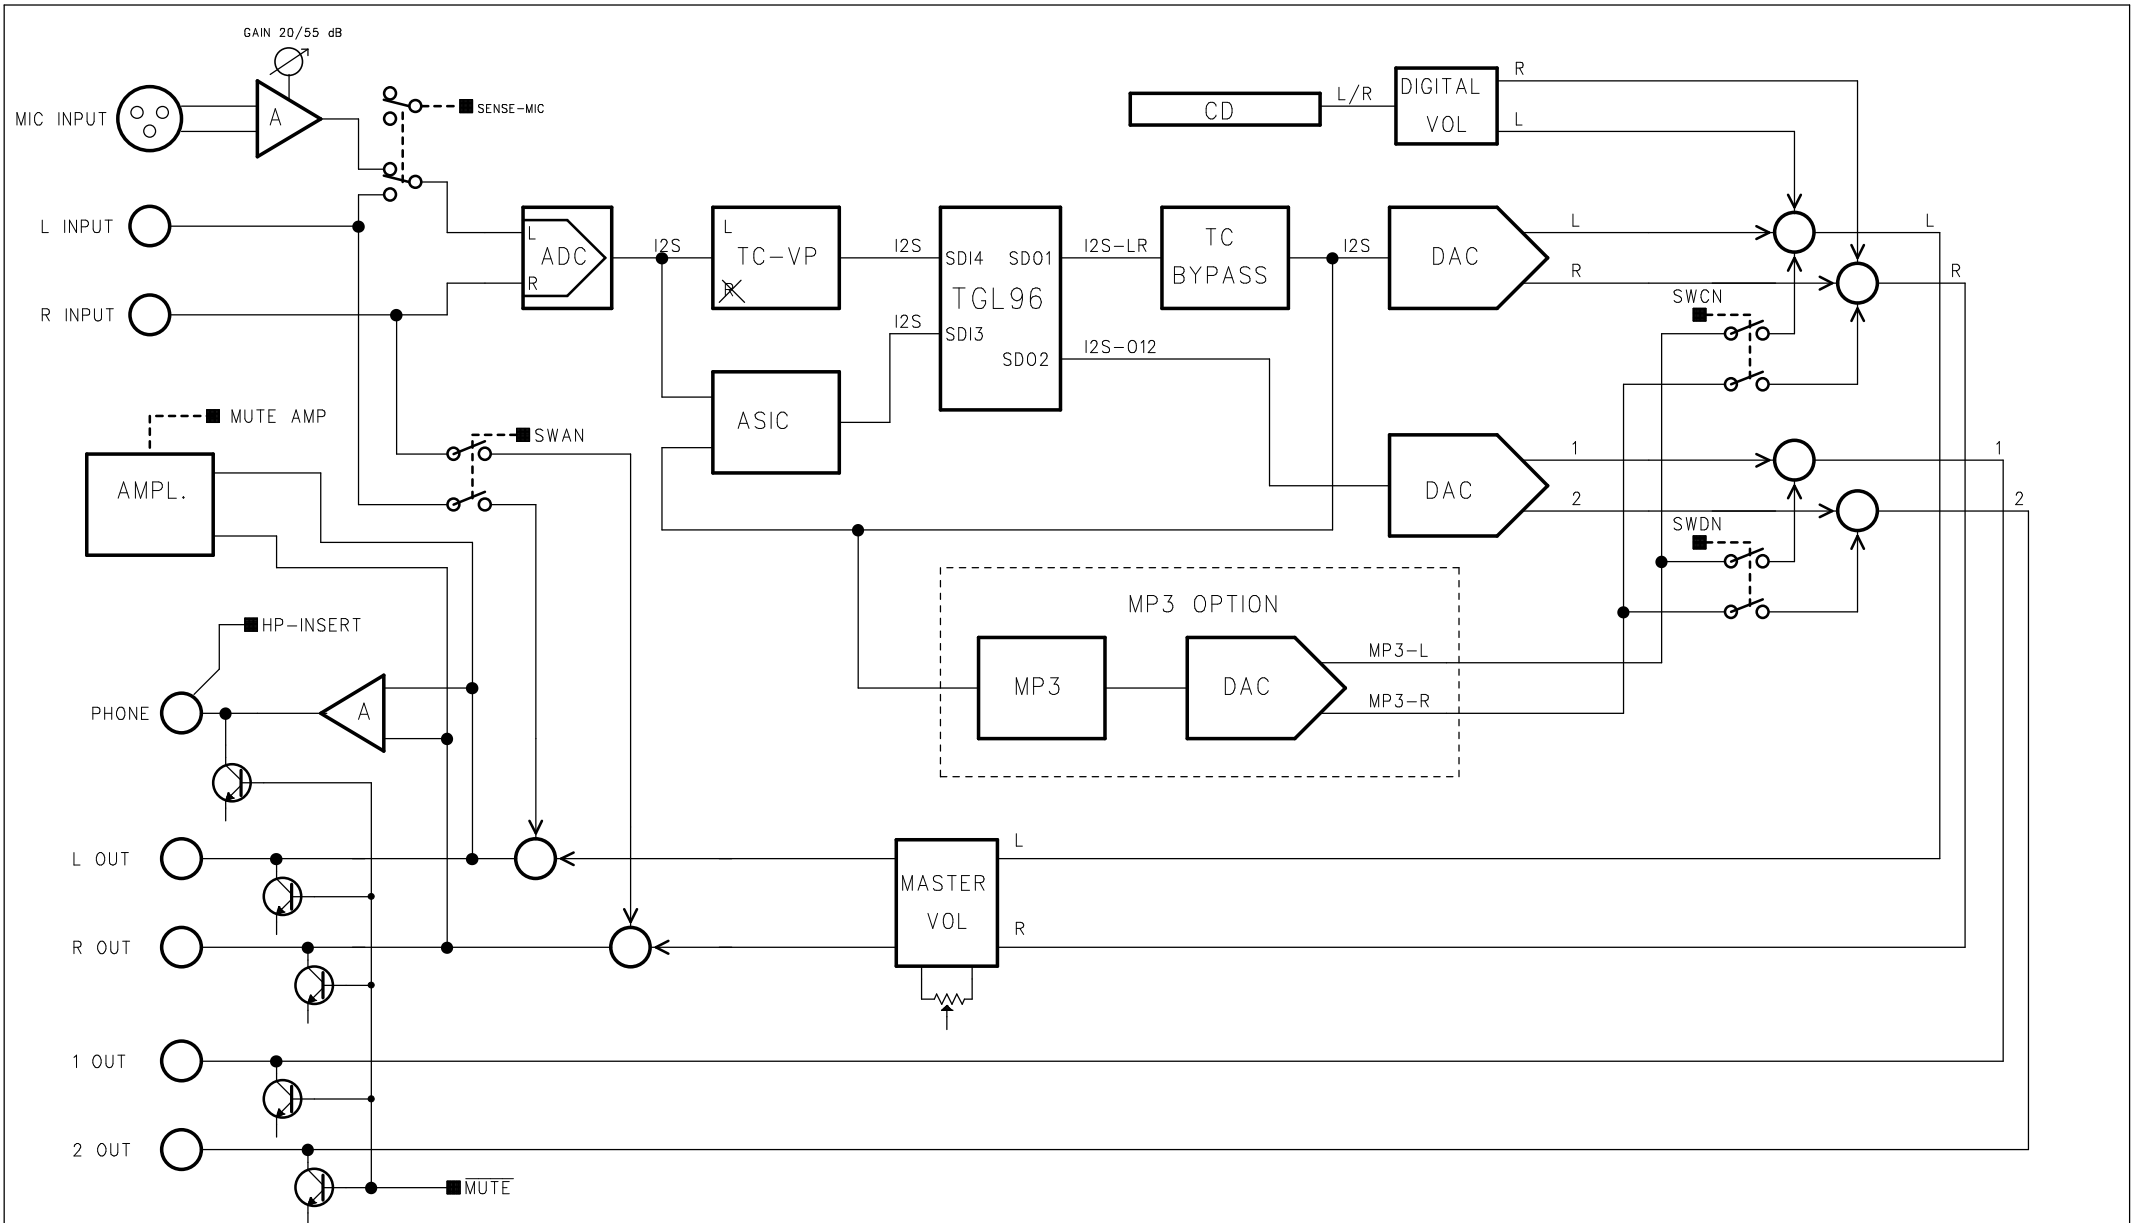 GAIN 20/55 dB
MIC INPUT
A
SENSE-MIC
L INPUT
R INPUT
L
ADC
R
I2S
L
TC-VP
R
I2S
I2S
SDI4
SDO1
TGL96
SDI3
SDO2
I2S-LR
I2S-O12
TC
BYPASS
I2S
CD
L/R
DIGITAL
VOL
R
L
DAC
L
R
L
R
SWCN
ASIC
MUTE AMP
SWAN
AMPL.
DAC
1
2
1
2
SWDN
MP3 OPTION
MP3
DAC
MP3-L
MP3-R
HP-INSERT
PHONE
A
L OUT
R OUT
MASTER
VOL
L
R
1 OUT
2 OUT
MUTE